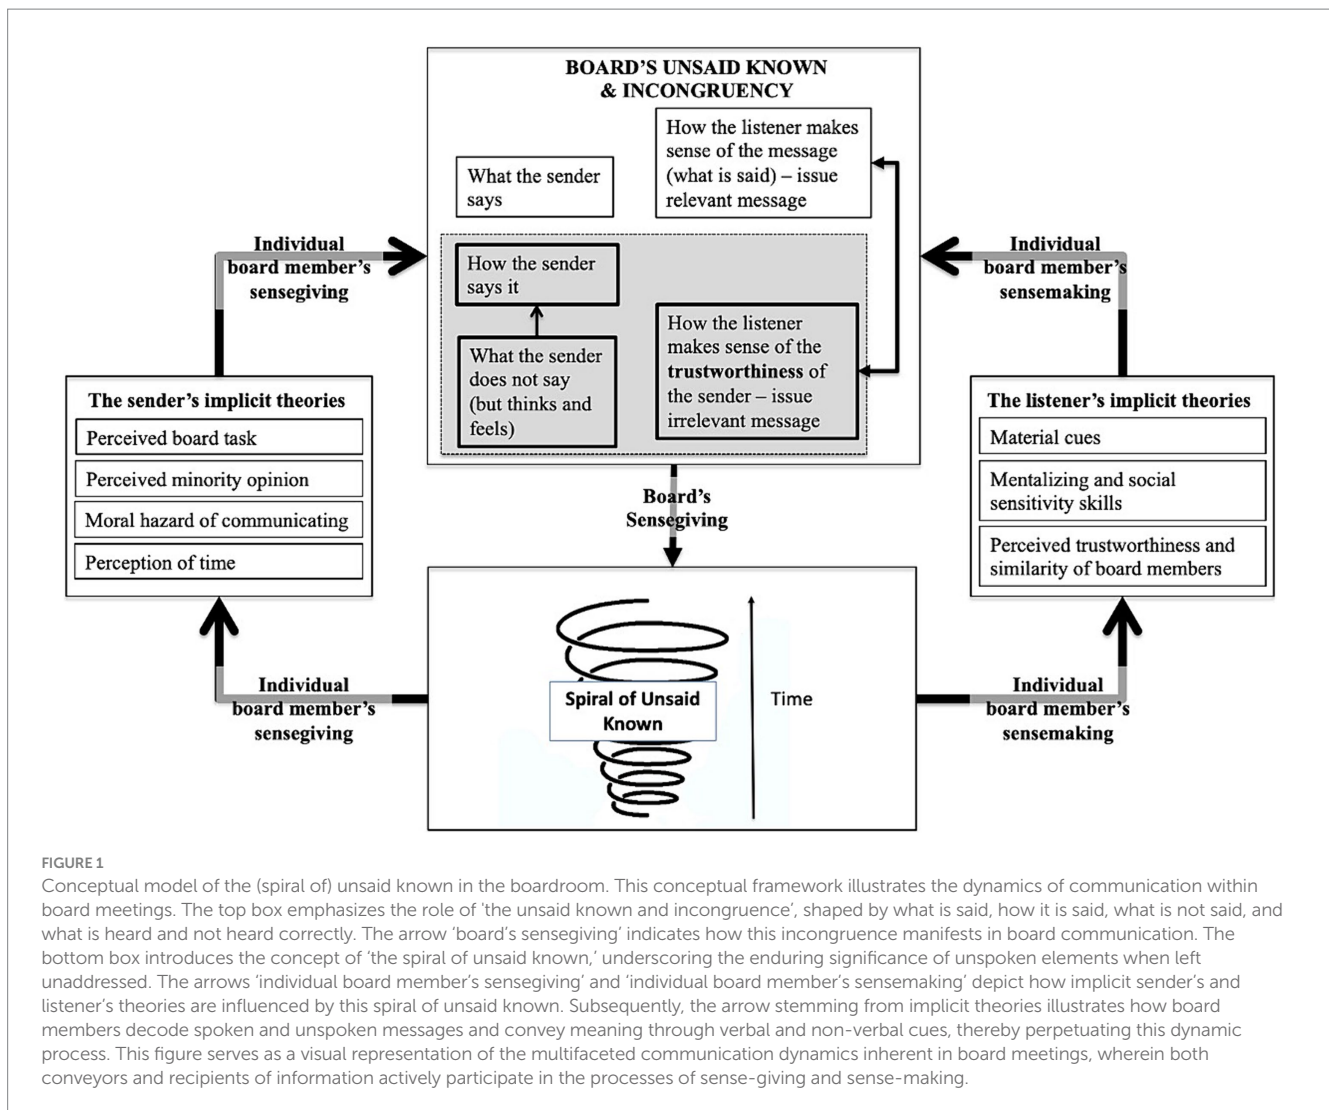 BOARD'S UNSAID KNOWN
& INCONGRUENCY
What the sender
says
How the listener makes
sense of the message
(what is said) – issue
relevant message
How the sender
says it
What the sender
does not say
(but thinks and
feels)
How the listener
makes sense of the
trustworthiness of
the sender – issue
irrelevant message
Individual
board member's
sensegiving
Individual
board member's
sensemaking
The sender's implicit theories
Perceived board task
Perceived minority opinion
Moral hazard of communicating
Perception of time
The listener's implicit theories
Material cues
Mentalizing and social
sensitivity skills
Perceived trustworthiness and
similarity of board members
Board's
Sensegiving
Individual
board member's
sensegiving
Spiral of Unsaid
Known
Time
Individual
board member's
sensemaking
FIGURE 1
Conceptual model of the (spiral of) unsaid known in the boardroom. This conceptual framework illustrates the dynamics of communication within
board meetings. The top box emphasizes the role of 'the unsaid known and incongruence', shaped by what is said, how it is said, what is not said, and
what is heard and not heard correctly. The arrow 'board's sensegiving' indicates how this incongruence manifests in board communication. The
bottom box introduces the concept of 'the spiral of unsaid known,' underscoring the enduring significance of unspoken elements when left
unaddressed. The arrows 'individual board member's sensegiving' and 'individual board member's sensemaking' depict how implicit sender's and
listener's theories are influenced by this spiral of unsaid known. Subsequently, the arrow stemming from implicit theories illustrates how board
members decode spoken and unspoken messages and convey meaning through verbal and non-verbal cues, thereby perpetuating this dynamic
process. This figure serves as a visual representation of the multifaceted communication dynamics inherent in board meetings, wherein both
conveyors and recipients of information actively participate in the processes of sense-giving and sense-making.